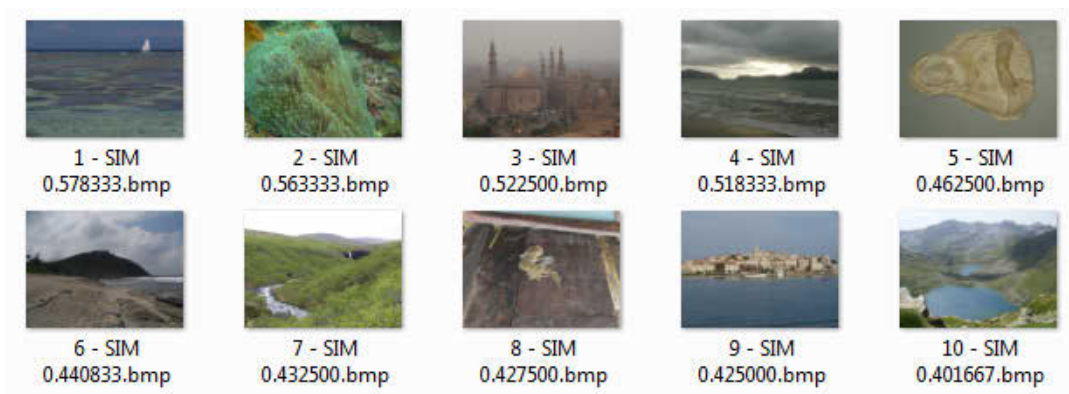 1 - SIM
0.578333.bmp
2 - SIM
0.563333.bmp
3 - SIM
0.522500.bmp
4 - SIM
0.518333.bmp
5 - SIM
0.462500.bmp
6 - SIM
0.440833.bmp
7 - SIM
0.432500.bmp
8 - SIM
0.427500.bmp
9 - SIM
0.425000.bmp
10 - SIM
0.401667.bmp